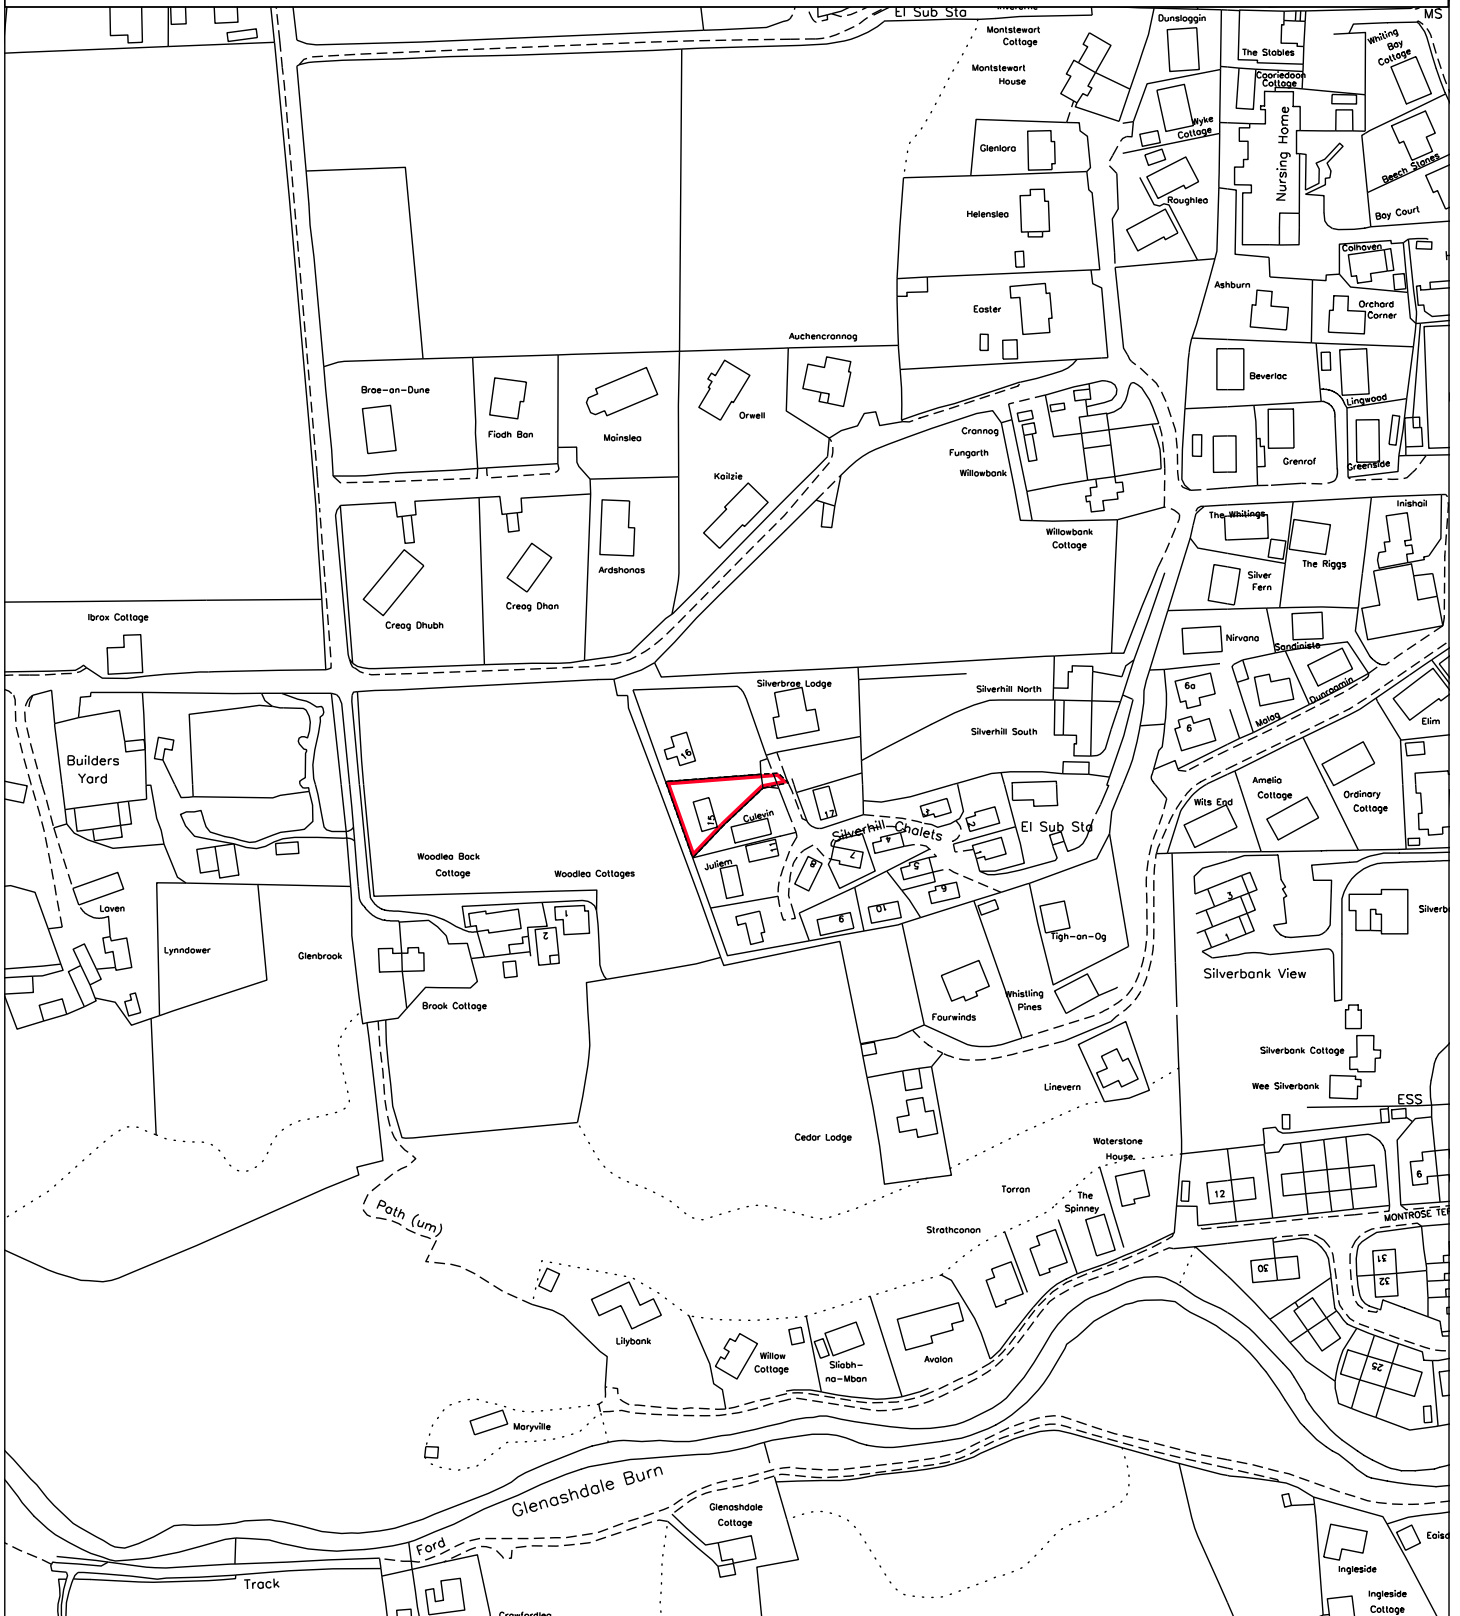 El Sub Sta
MS
Montstewart
Cottage
Dunsloggin
The Stables
Whiting
Bay
Cottage
Montstewart
House
Cooriedoon
Cottage
Nursing Home
Wyke
Cottage
Glenlora
Beech Stones
Roughlea
Helenslea
Bay Court
Colhoven
Ashburn
Orchard
Corner
Easter
Auchencrannog
Brae-an-Dune
Beverlac
Lingwood
Orwell
Fiodh Ban
Mainslea
Crannog
Fungarth
Willowbank
Grenrof
Greenside
Kailzie
Inishail
The Whitings
Willowbank
Cottage
The Riggs
Ardshonas
Silver
Fern
Creag Dhan
Creag Dhubh
Ibrox Cottage
Nirvana
Sandiniste
Silverbrae Lodge
Silverhill North
6a
Dunroamin
Malag
Elim
Silverhill South
6
16
Builders
Yard
Amelia
Cottage
Ordinary
Cottage
Wits End
15
Culevin
17
3
2
El Sub Sta
Silverhill Chalets
4
11
Juliem
8
7
5
6
Woodlea Back
Cottage
Woodlea Cottages
1
2
9
10
3
1
Laven
Lynndower
Glenbrook
Tigh-an-Og
Silverbank View
Brook Cottage
Whistling
Pines
Fourwinds
Silverbank Cottage
Linevern
Wee Silverbank
ESS
Cedar Lodge
Waterstone
House
Torran
The
Spinney
12
6
Path (um)
Strathconon
MONTROSE TE
30
31
32
Lilybank
Willow
Cottage
Sliabh-
na-Mban
Avalon
25
Maryville
Glenashdale Burn
Glenashdale
Cottage
Ford
Track
Ingleside
Ingleside
Cottage